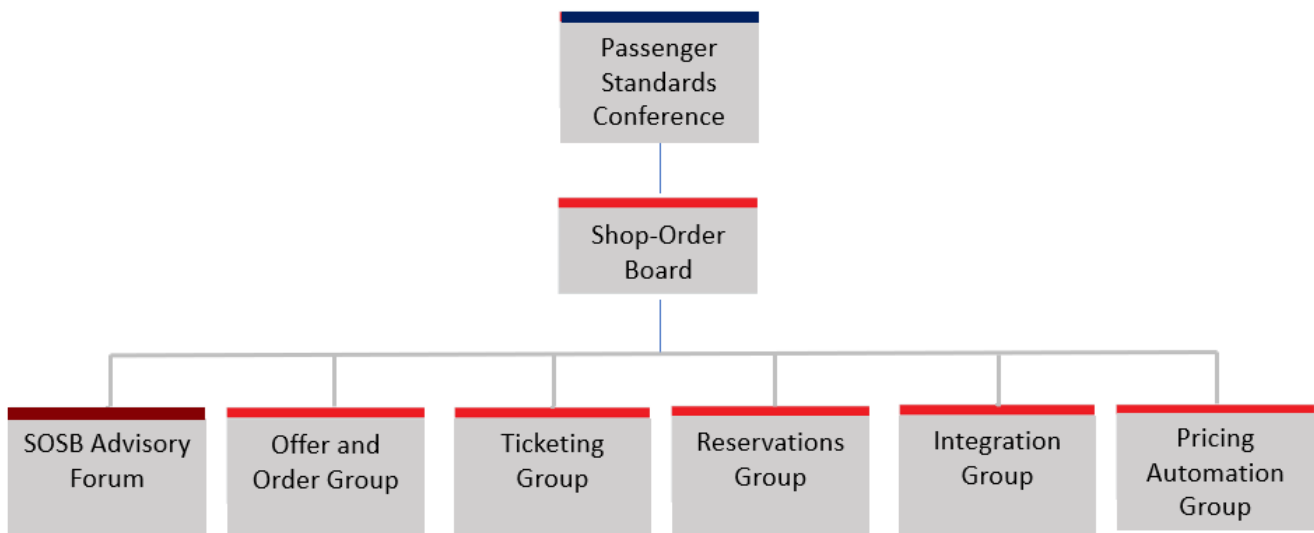 Passenger
Standards
Conference
Shop-Order
Board
SOSB Advisory
Forum
Offer and
Order Group
Ticketing
Group
Reservations
Group
Integration
Group
Pricing
Automation
Group